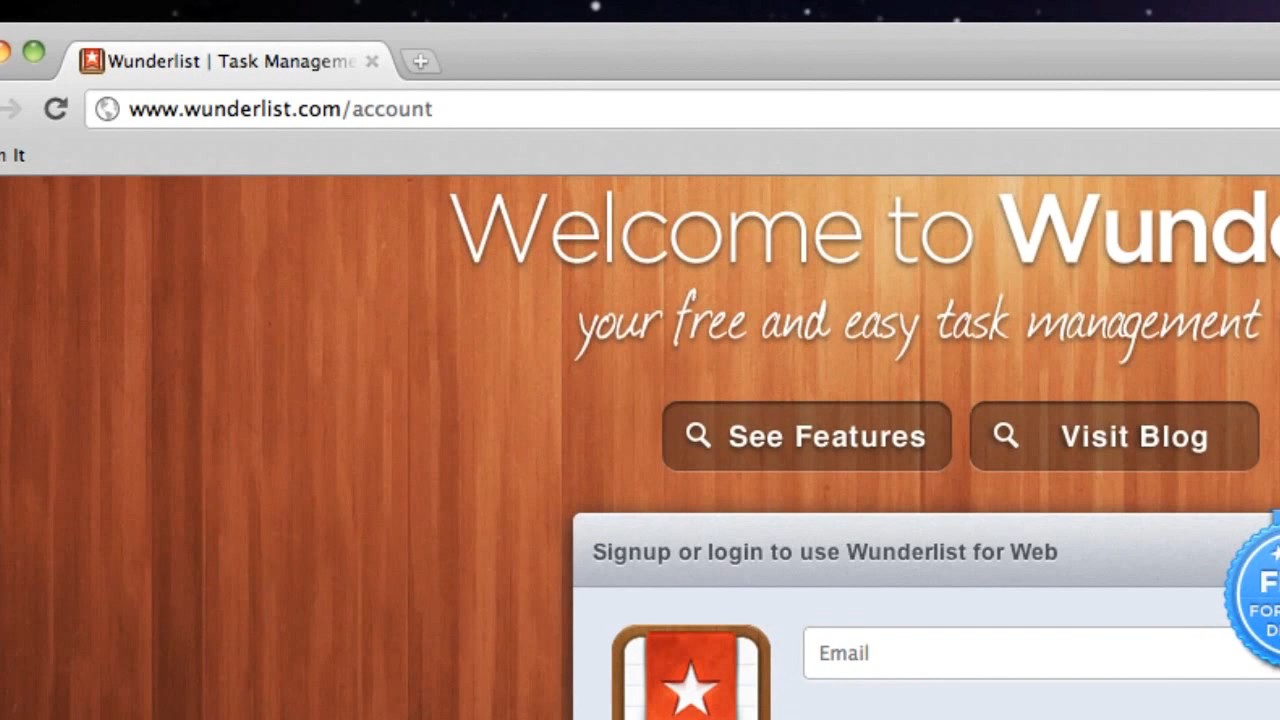 Wunderlist | Task Manageme
www.wunderlist.com/account
It
Welcome to Wund
your free and easy task management
See Features
Visit Blog
Signup or login to use Wunderlist for Web
FOR
Email